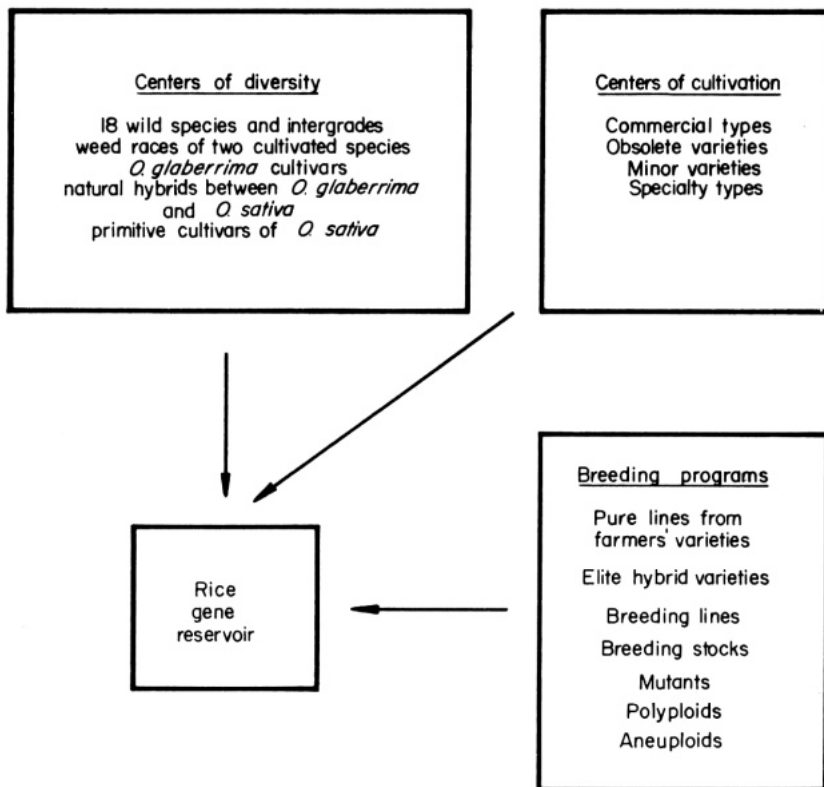 Centers of diversity
18 wild species and intergrades
weed races of two cultivated species
O. glaberrima cultivars
natural hybrids between O. glaberrima
and O. sativa
primitive cultivars of O. sativa
Centers of cultivation
Commercial types
Obsolete varieties
Minor varieties
Specialty types
Rice
gene
reservoir
Breeding programs
Pure lines from
farmers' varieties
Elite hybrid varieties
Breeding lines
Breeding stocks
Mutants
Polyploids
Aneuploids